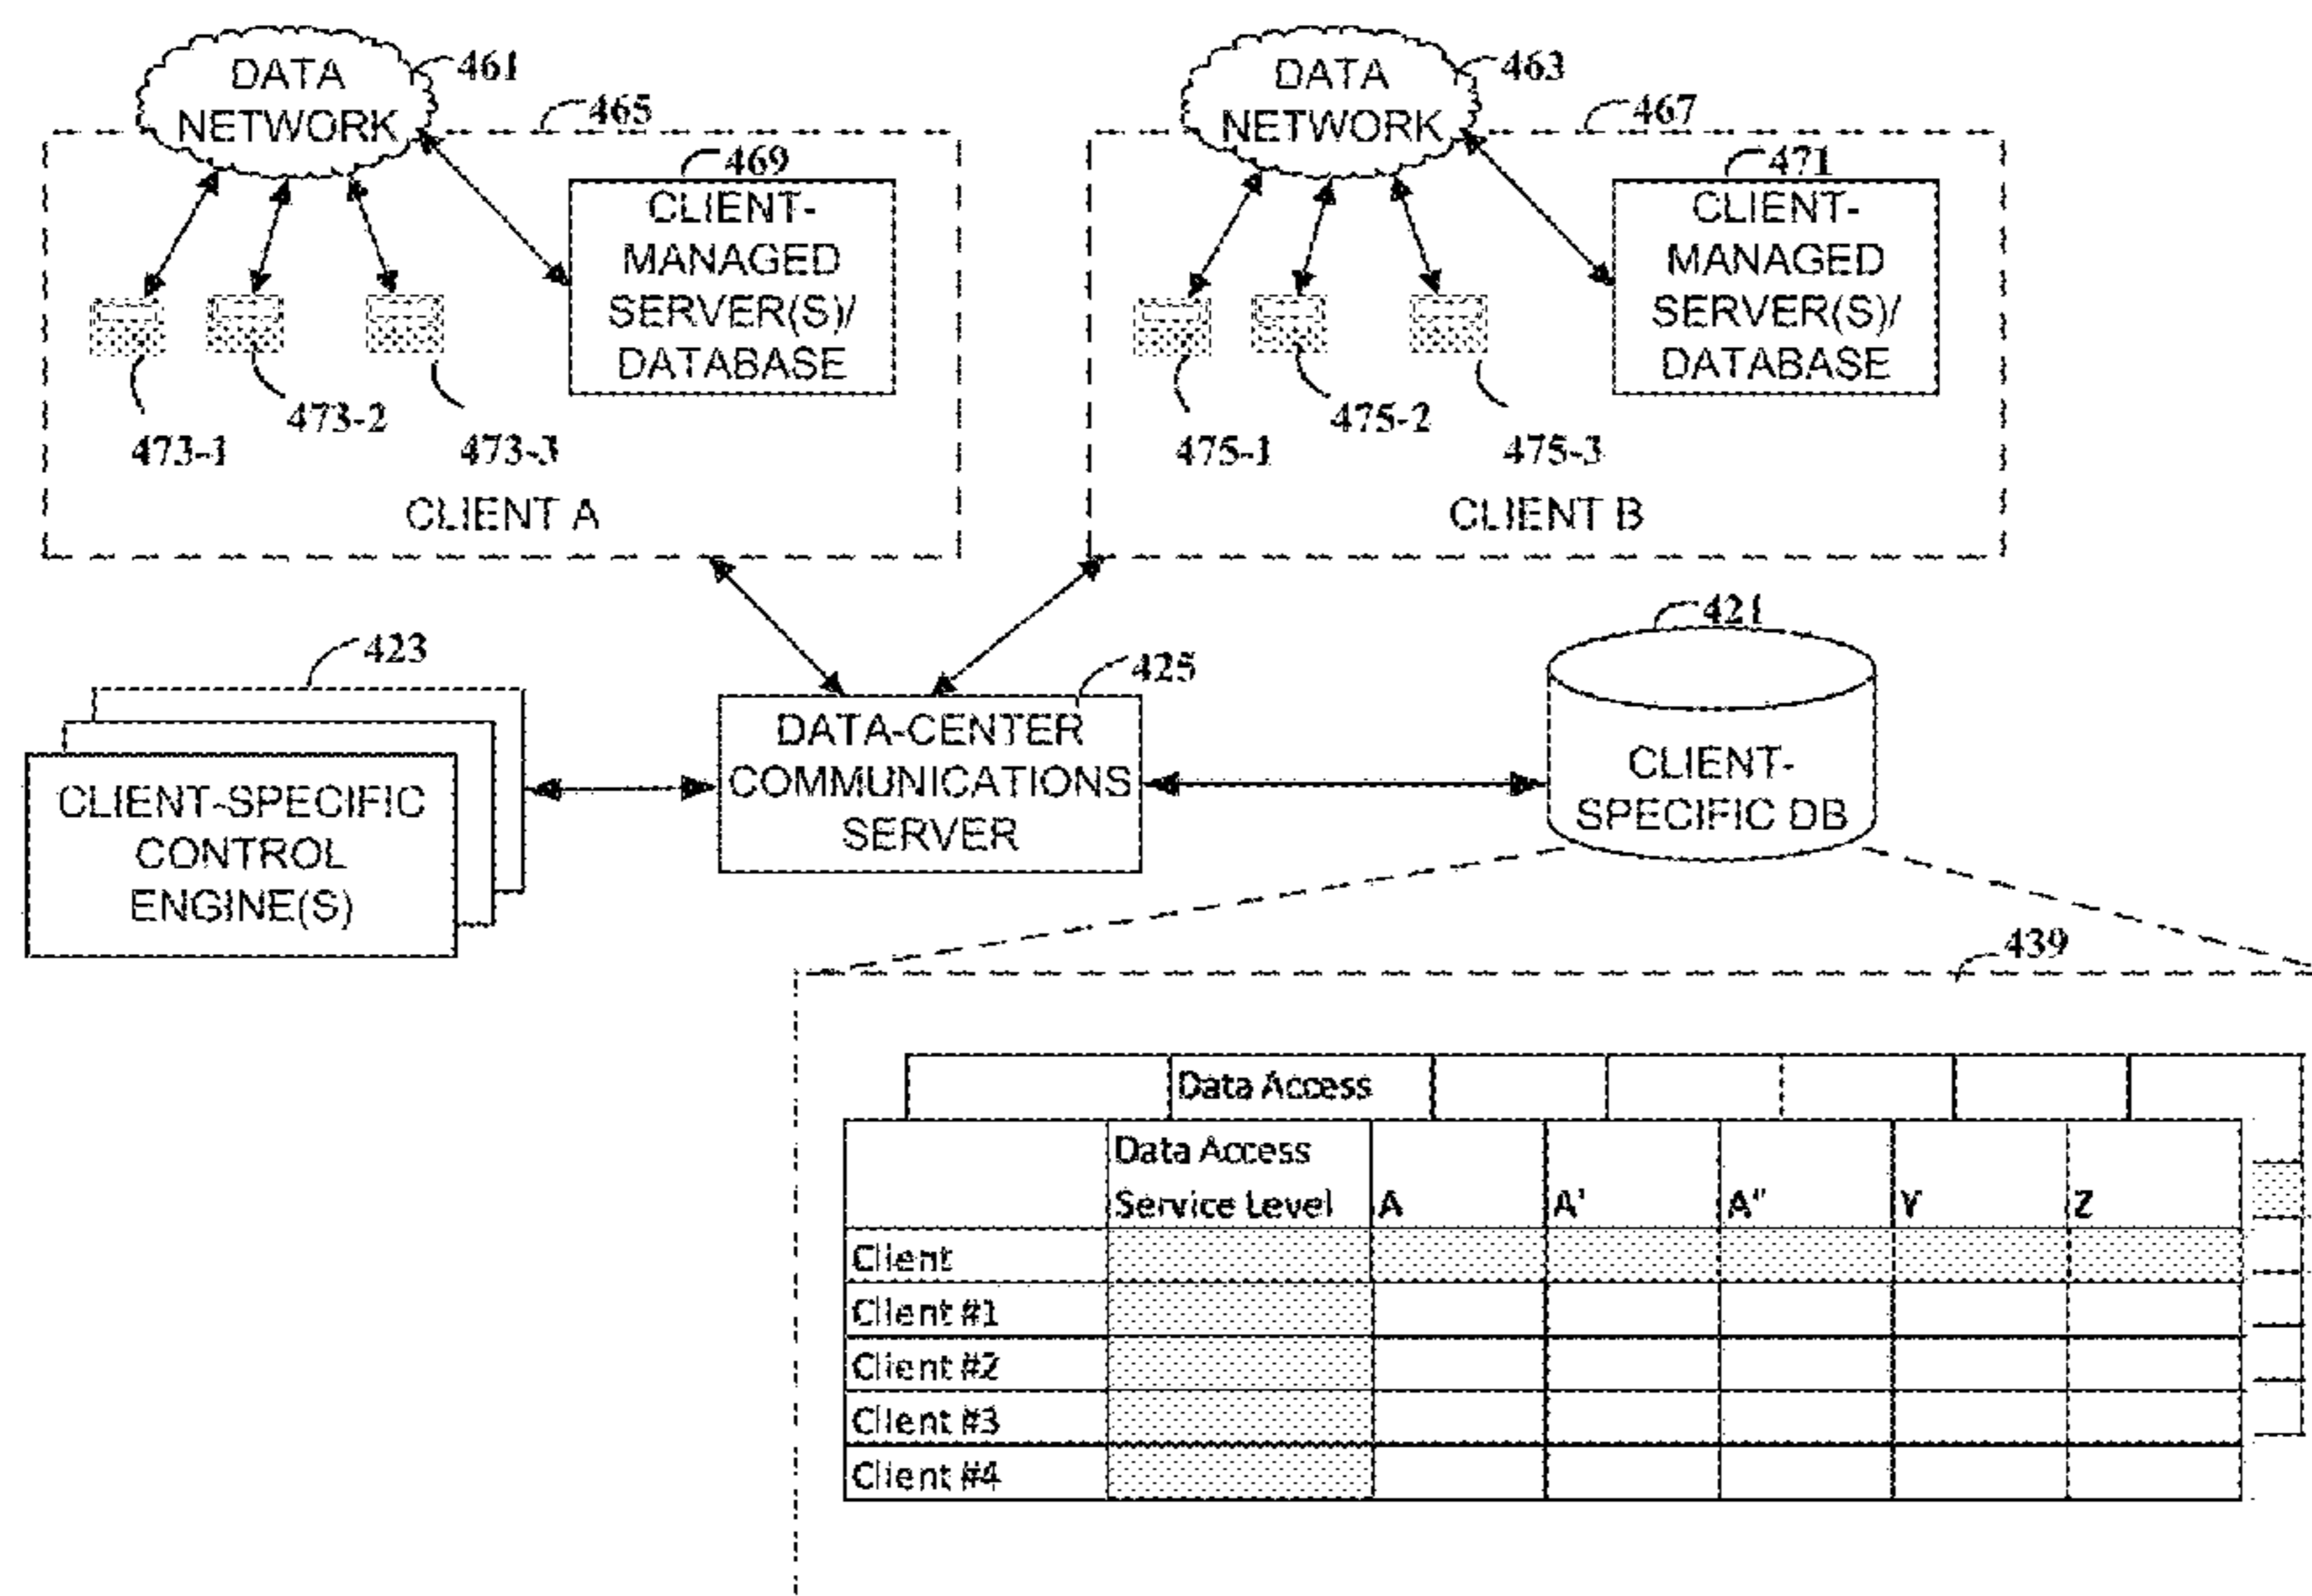 DATA
NETWORK
461
465
469
CLIENT-
MANAGED
SERVER(S)/
DATABASE
473-1
473-2
473-3
CLIENT A
DATA
NETWORK
463
467
471
CLIENT-
MANAGED
SERVER(S)/
DATABASE
475-1
475-2
475-3
CLIENT B
423
CLIENT-SPECIFIC
CONTROL
ENGINE(S)
425
DATA-CENTER
COMMUNICATIONS
SERVER
421
CLIENT-
SPECIFIC DB
439
Data Access
Data Access
Service Level A A' A" Y Z
Client
Client #1
Client #2
Client #3
Client #4